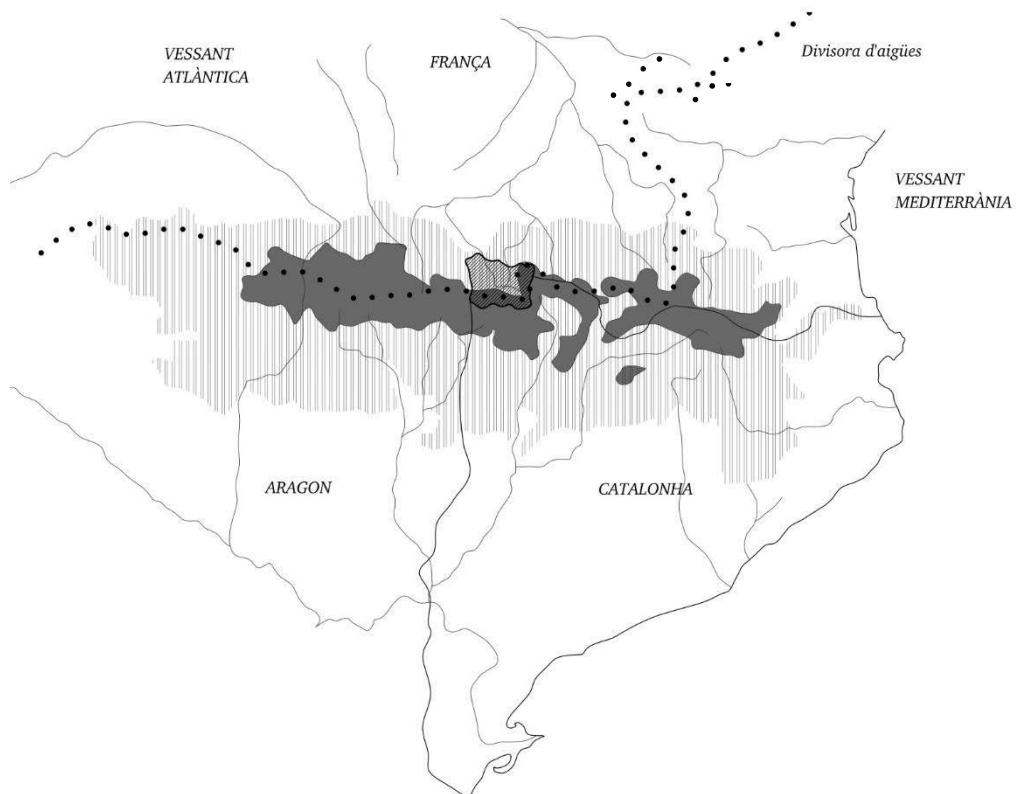 VESSANT
ATLÀNTICA
FRANÇA
Divisora d'aigües
VESSANT
MEDITERRÀNIA
ARAGON
CATALONHA